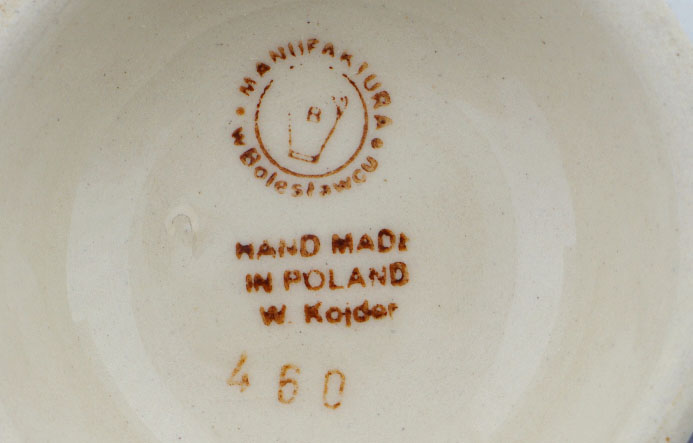 MANUFAKTURA
w Bolesławcu
B
HAND MADE
IN POLAND
W. Kojder
460